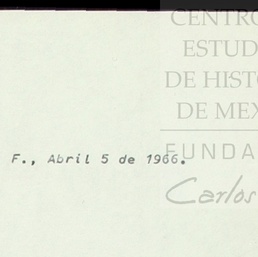 CENTRO
ESTUD
DE HISTO
DE MEX
FUNDA
Carlos
F., Abril 5 de 1966.